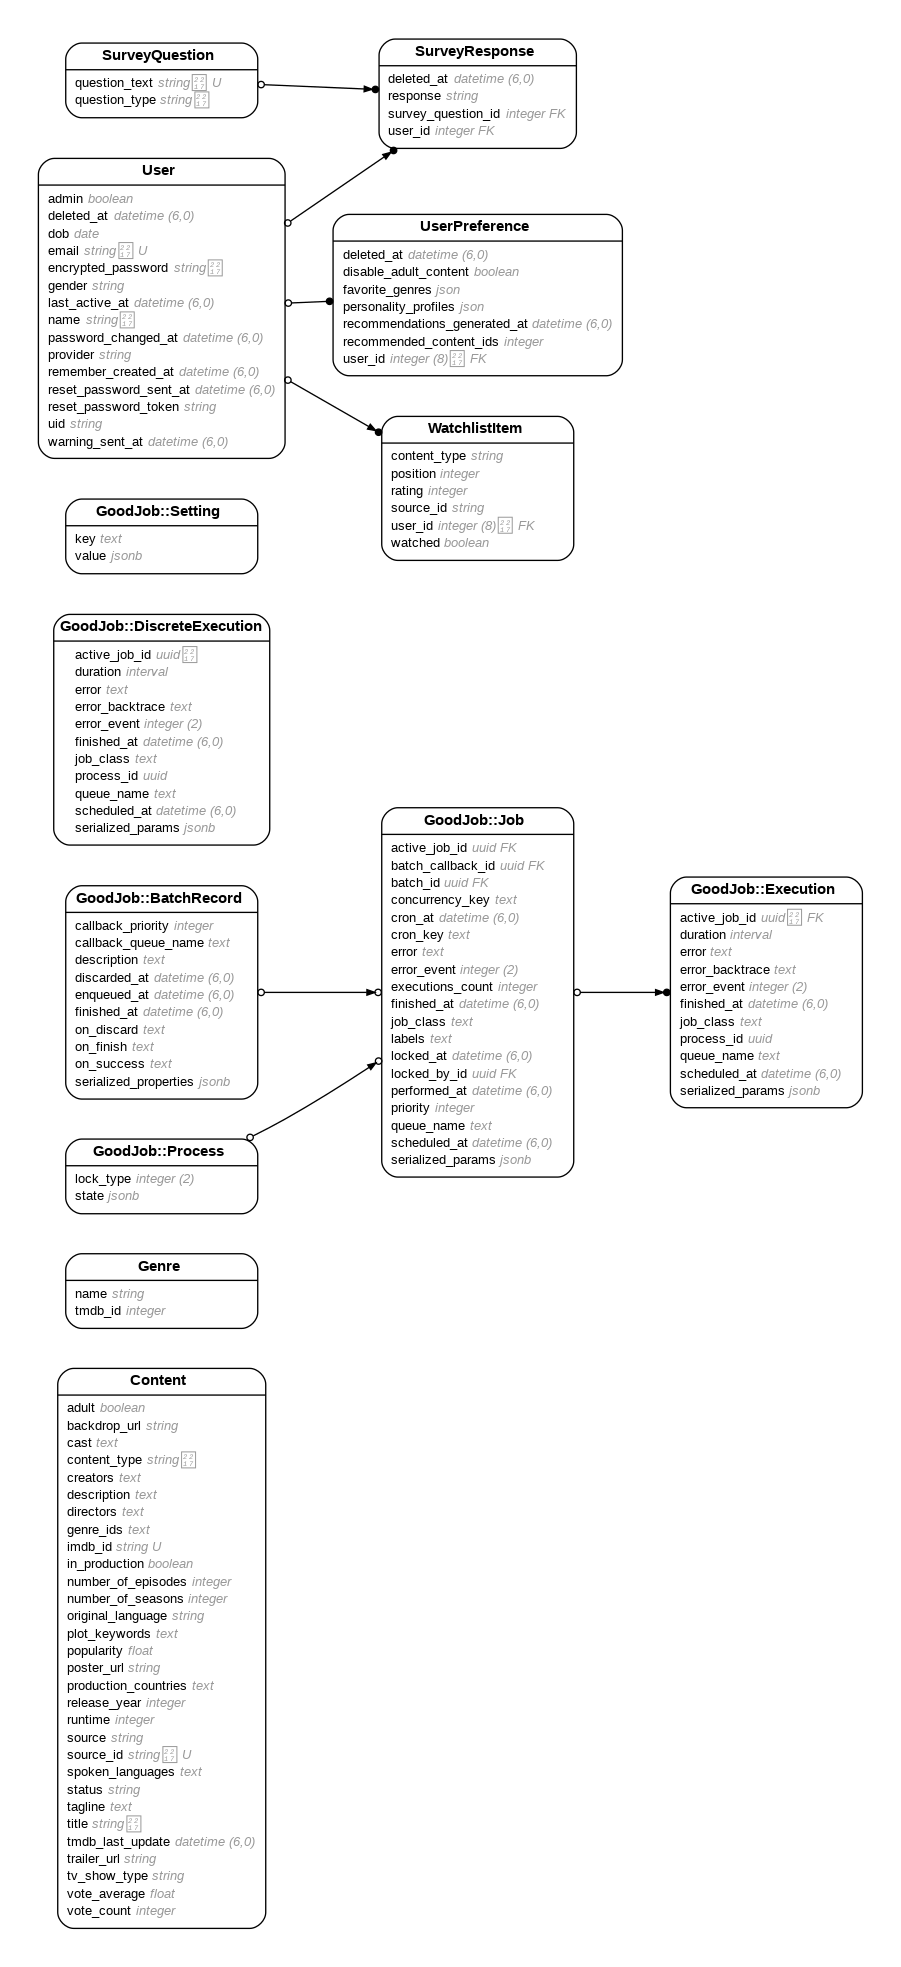 SurveyQuestion
question_text string U
question_type string
SurveyResponse
deleted_at datetime (6,0)
response string
survey_question_id integer FK
user_id integer FK
User
admin boolean
deleted_at datetime (6,0)
dob date
email string U
encrypted_password string
gender string
last_active_at datetime (6,0)
name string
password_changed_at datetime (6,0)
provider string
remember_created_at datetime (6,0)
reset_password_sent_at datetime (6,0)
reset_password_token string
uid string
warning_sent_at datetime (6,0)
UserPreference
deleted_at datetime (6,0)
disable_adult_content boolean
favorite_genres json
personality_profiles json
recommendations_generated_at datetime (6,0)
recommended_content_ids integer
user_id integer (8) FK
WatchlistItem
content_type string
position integer
rating integer
source_id string
user_id integer (8) FK
watched boolean
GoodJob::Setting
key text
value jsonb
GoodJob::DiscreteExecution
active_job_id uuid
duration interval
error text
error_backtrace text
error_event integer (2)
finished_at datetime (6,0)
job_class text
process_id uuid
queue_name text
scheduled_at datetime (6,0)
serialized_params jsonb
GoodJob::BatchRecord
callback_priority integer
callback_queue_name text
description text
discarded_at datetime (6,0)
enqueued_at datetime (6,0)
finished_at datetime (6,0)
on_discard text
on_finish text
on_success text
serialized_properties jsonb
GoodJob::Job
active_job_id uuid FK
batch_callback_id uuid FK
batch_id uuid FK
concurrency_key text
cron_at datetime (6,0)
cron_key text
error text
error_event integer (2)
executions_count integer
finished_at datetime (6,0)
job_class text
labels text
locked_at datetime (6,0)
locked_by_id uuid FK
performed_at datetime (6,0)
priority integer
queue_name text
scheduled_at datetime (6,0)
serialized_params jsonb
GoodJob::Execution
active_job_id uuid FK
duration interval
error text
error_backtrace text
error_event integer (2)
finished_at datetime (6,0)
job_class text
process_id uuid
queue_name text
scheduled_at datetime (6,0)
serialized_params jsonb
GoodJob::Process
lock_type integer (2)
state jsonb
Genre
name string
tmdb_id integer
Content
adult boolean
backdrop_url string
cast text
content_type string
creators text
description text
directors text
genre_ids text
imdb_id string U
in_production boolean
number_of_episodes integer
number_of_seasons integer
original_language string
plot_keywords text
popularity float
poster_url string
production_countries text
release_year integer
runtime integer
source string
source_id string U
spoken_languages text
status string
tagline text
title string
tmdb_last_update datetime (6,0)
trailer_url string
tv_show_type string
vote_average float
vote_count integer